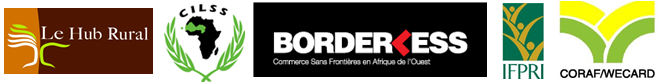 Le Hub Rural
CILSS
BORDERLESS
Commerce Sans Frontières en Afrique de l'Ouest
IFPRI
CORAF/WECARD